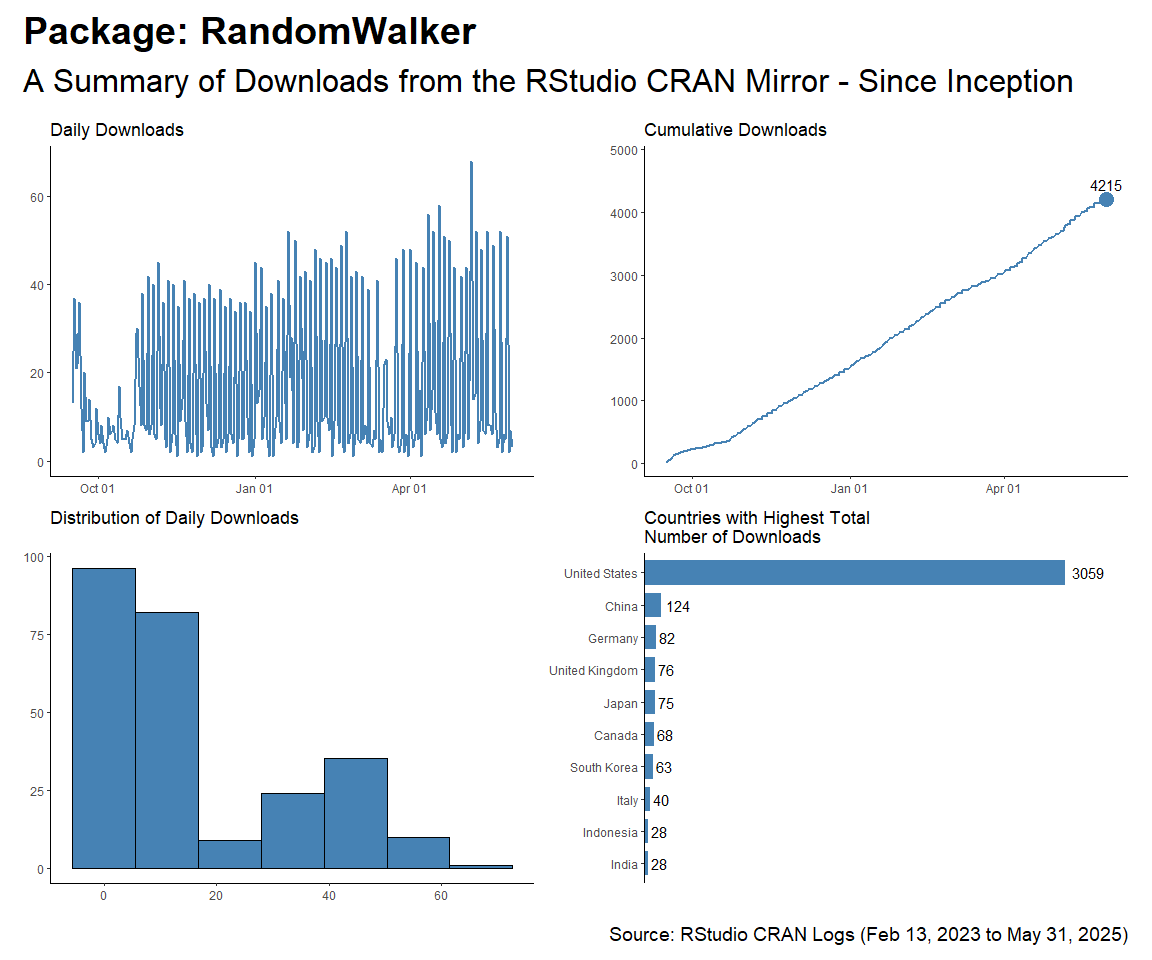 Package: RandomWalker
A Summary of Downloads from the RStudio CRAN Mirror - Since Inception
Daily Downloads
60
40
20
0
Oct 01 Jan 01 Apr 01
Cumulative Downloads
5000
4000
3000
2000
1000
0
4215
Oct 01 Jan 01 Apr 01
Distribution of Daily Downloads
100
75
50
25
0
0 20 40 60
Countries with Highest Total
Number of Downloads
United States 3059
China 124
Germany 82
United Kingdom 76
Japan 75
Canada 68
South Korea 63
Italy 40
Indonesia 28
India 28
Source: RStudio CRAN Logs (Feb 13, 2023 to May 31, 2025)